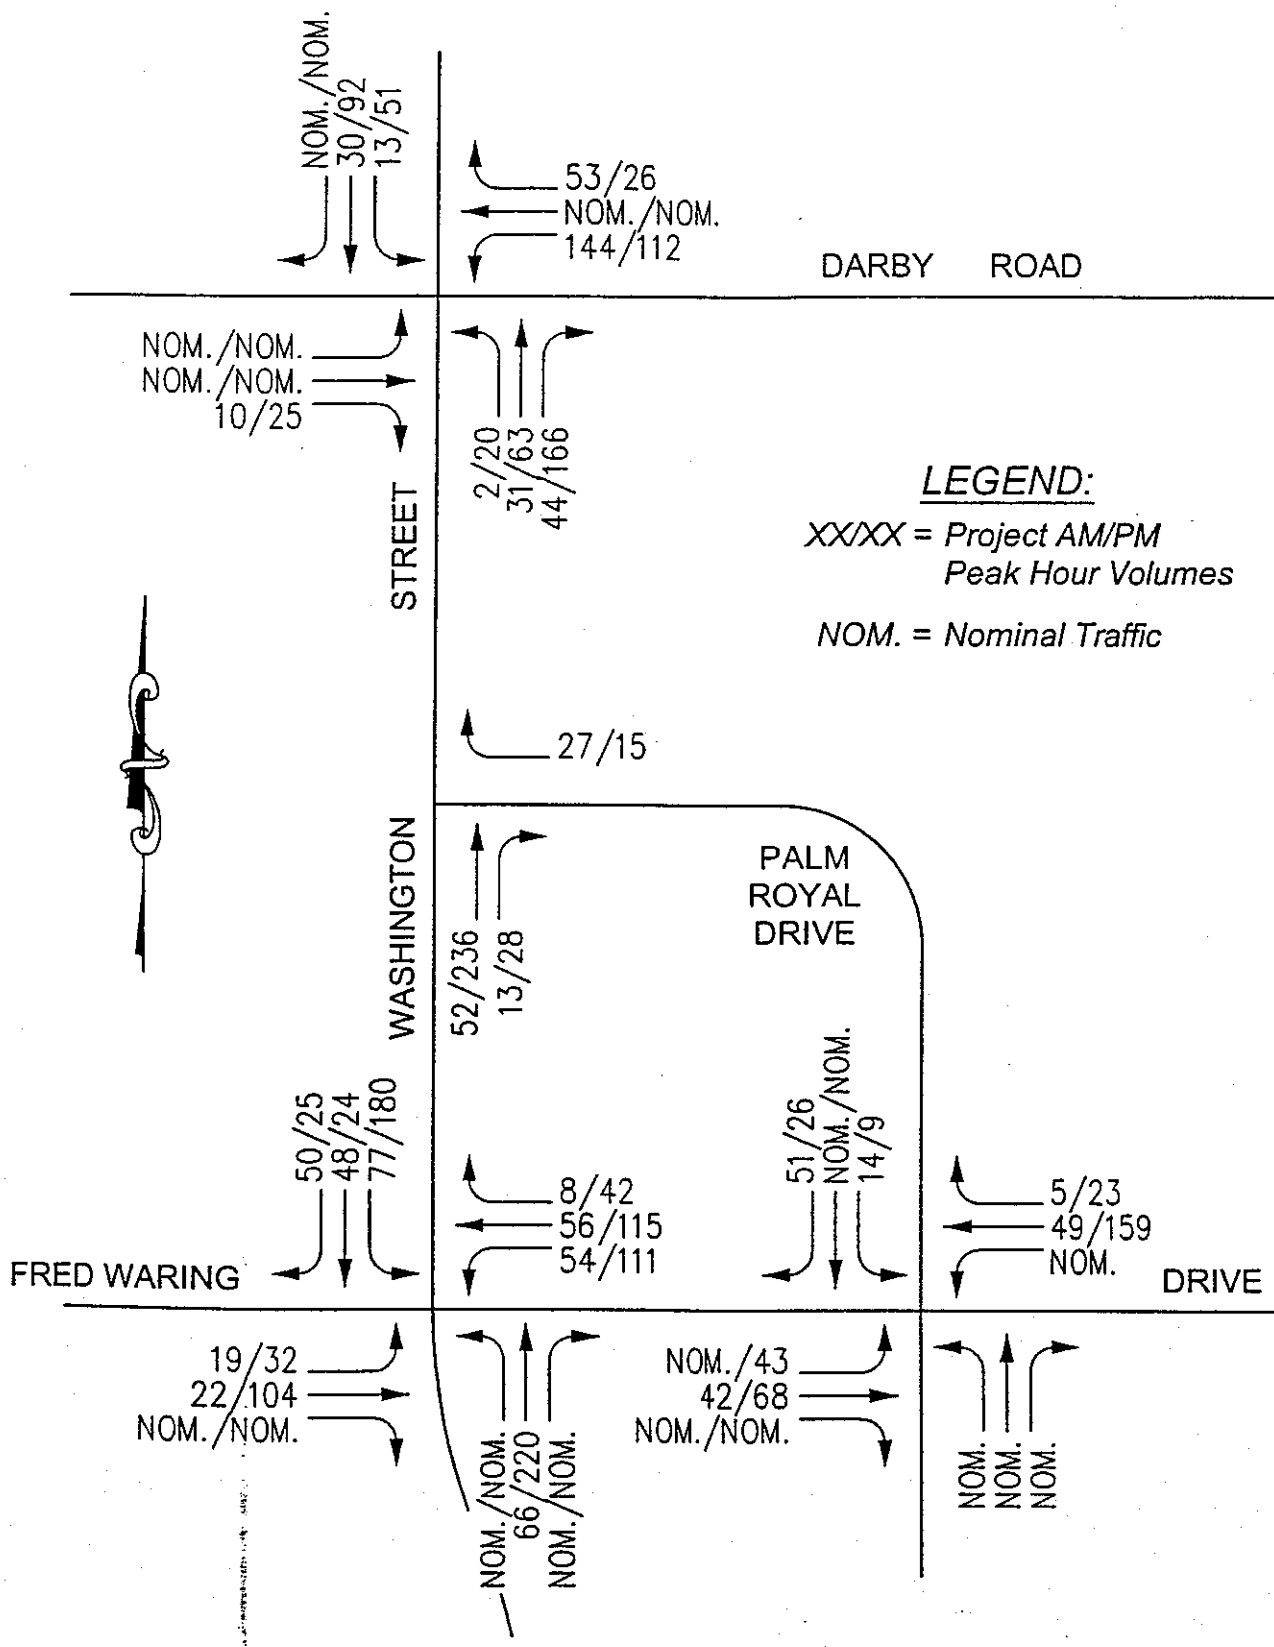 NOM./NOM.
30/92
13/51
53/26
NOM./NOM.
144/112
DARBY ROAD
NOM./NOM.
NOM./NOM.
10/25
2/20
31/63
44/166
LEGEND:
XX/XX = Project AM/PM
Peak Hour Volumes
NOM. = Nominal Traffic
WASHINGTON STREET
27/15
52/236
13/28
PALM
ROYAL
DRIVE
50/25
48/24
77/180
8/42
56/115
54/111
51/26
NOM./NOM.
14/9
5/23
49/159
NOM.
FRED WARING DRIVE
19/32
22/104
NOM./NOM.
NOM./NOM.
66/220
NOM./NOM.
NOM./43
42/68
NOM./NOM.
NOM.
NOM.
NOM.